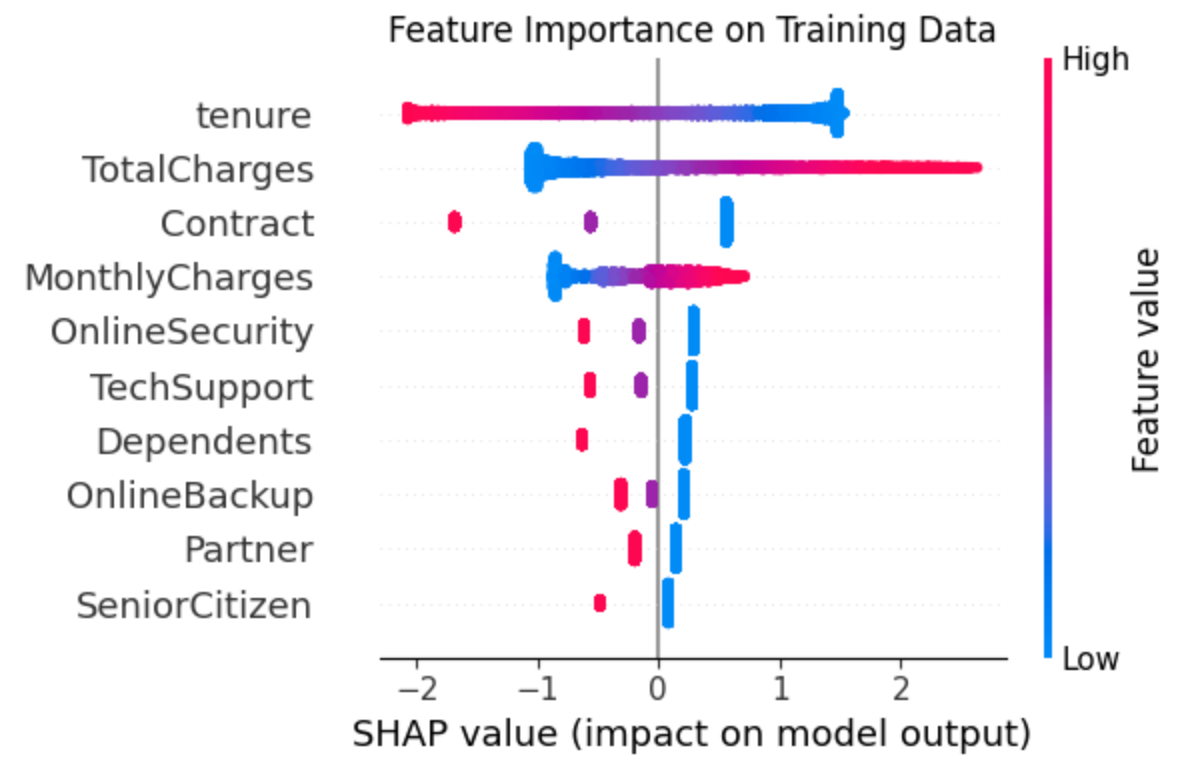 Feature Importance on Training Data
High
tenure
TotalCharges
Contract
MonthlyCharges
OnlineSecurity
TechSupport
Dependents
OnlineBackup
Partner
SeniorCitizen
Feature value
Low
−2 −1 0 1 2
SHAP value (impact on model output)